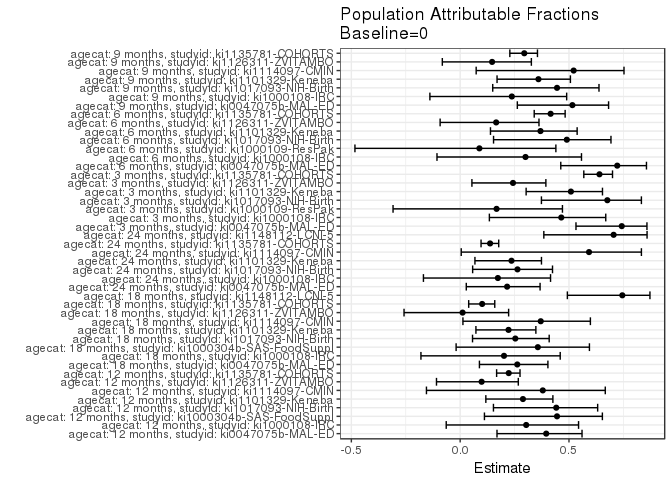 Population Attributable Fractions
Baseline=0
agecat: 9 months, studyid: ki1135781-COHORTS
agecat: 9 months, studyid: ki1126311-ZVITAMBO
agecat: 9 months, studyid: ki1114097-CMIN
agecat: 9 months, studyid: ki1101329-Keneba
agecat: 9 months, studyid: ki1017093-NIH-Birth
agecat: 9 months, studyid: ki1000108-IRC
agecat: 9 months, studyid: ki0047075b-MAL-ED
agecat: 6 months, studyid: ki1135781-COHORTS
agecat: 6 months, studyid: ki1126311-ZVITAMBO
agecat: 6 months, studyid: ki1101329-Keneba
agecat: 6 months, studyid: ki1017093-NIH-Birth
agecat: 6 months, studyid: ki1000109-ResPak
agecat: 6 months, studyid: ki1000108-IRC
agecat: 6 months, studyid: ki0047075b-MAL-ED
agecat: 3 months, studyid: ki1135781-COHORTS
agecat: 3 months, studyid: ki1126311-ZVITAMBO
agecat: 3 months, studyid: ki1101329-Keneba
agecat: 3 months, studyid: ki1017093-NIH-Birth
agecat: 3 months, studyid: ki1000109-ResPak
agecat: 3 months, studyid: ki1000108-IRC
agecat: 3 months, studyid: ki0047075b-MAL-ED
agecat: 24 months, studyid: ki1148112-LCNI-5
agecat: 24 months, studyid: ki1135781-COHORTS
agecat: 24 months, studyid: ki1114097-CMIN
agecat: 24 months, studyid: ki1101329-Keneba
agecat: 24 months, studyid: ki1017093-NIH-Birth
agecat: 24 months, studyid: ki1000108-IRC
agecat: 24 months, studyid: ki0047075b-MAL-ED
agecat: 18 months, studyid: ki1148112-LCNI-5
agecat: 18 months, studyid: ki1135781-COHORTS
agecat: 18 months, studyid: ki1126311-ZVITAMBO
agecat: 18 months, studyid: ki1114097-CMIN
agecat: 18 months, studyid: ki1101329-Keneba
agecat: 18 months, studyid: ki1017093-NIH-Birth
agecat: 18 months, studyid: ki1000304b-SAS-FoodSuppl
agecat: 18 months, studyid: ki1000108-IRC
agecat: 18 months, studyid: ki0047075b-MAL-ED
agecat: 12 months, studyid: ki1135781-COHORTS
agecat: 12 months, studyid: ki1126311-ZVITAMBO
agecat: 12 months, studyid: ki1114097-CMIN
agecat: 12 months, studyid: ki1101329-Keneba
agecat: 12 months, studyid: ki1017093-NIH-Birth
agecat: 12 months, studyid: ki1000304b-SAS-FoodSuppl
agecat: 12 months, studyid: ki1000108-IRC
agecat: 12 months, studyid: ki0047075b-MAL-ED
-0.5 0.0 0.5
Estimate